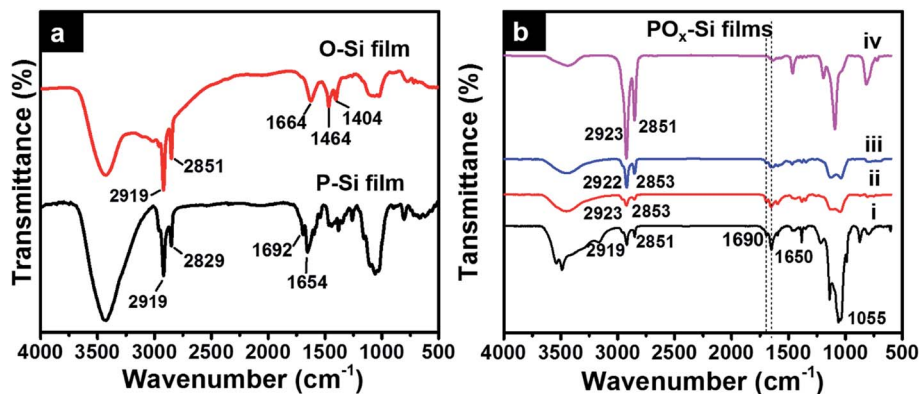 a
O-Si film
1664
1464
1404
2919
2851
P-Si film
1692
1654
2829
2919
Transmittance (%)
4000 3500 3000 2500 2000 1500 1000 500
Wavenumber (cm⁻¹)
b
POₓ-Si films
iv
2923
2851
iii
2922
2853
ii
2923
2853
i
2919
2851
1690
1650
1055
Tansmittance (%)
4000 3500 3000 2500 2000 1500 1000 500
Wavenumber (cm⁻¹)